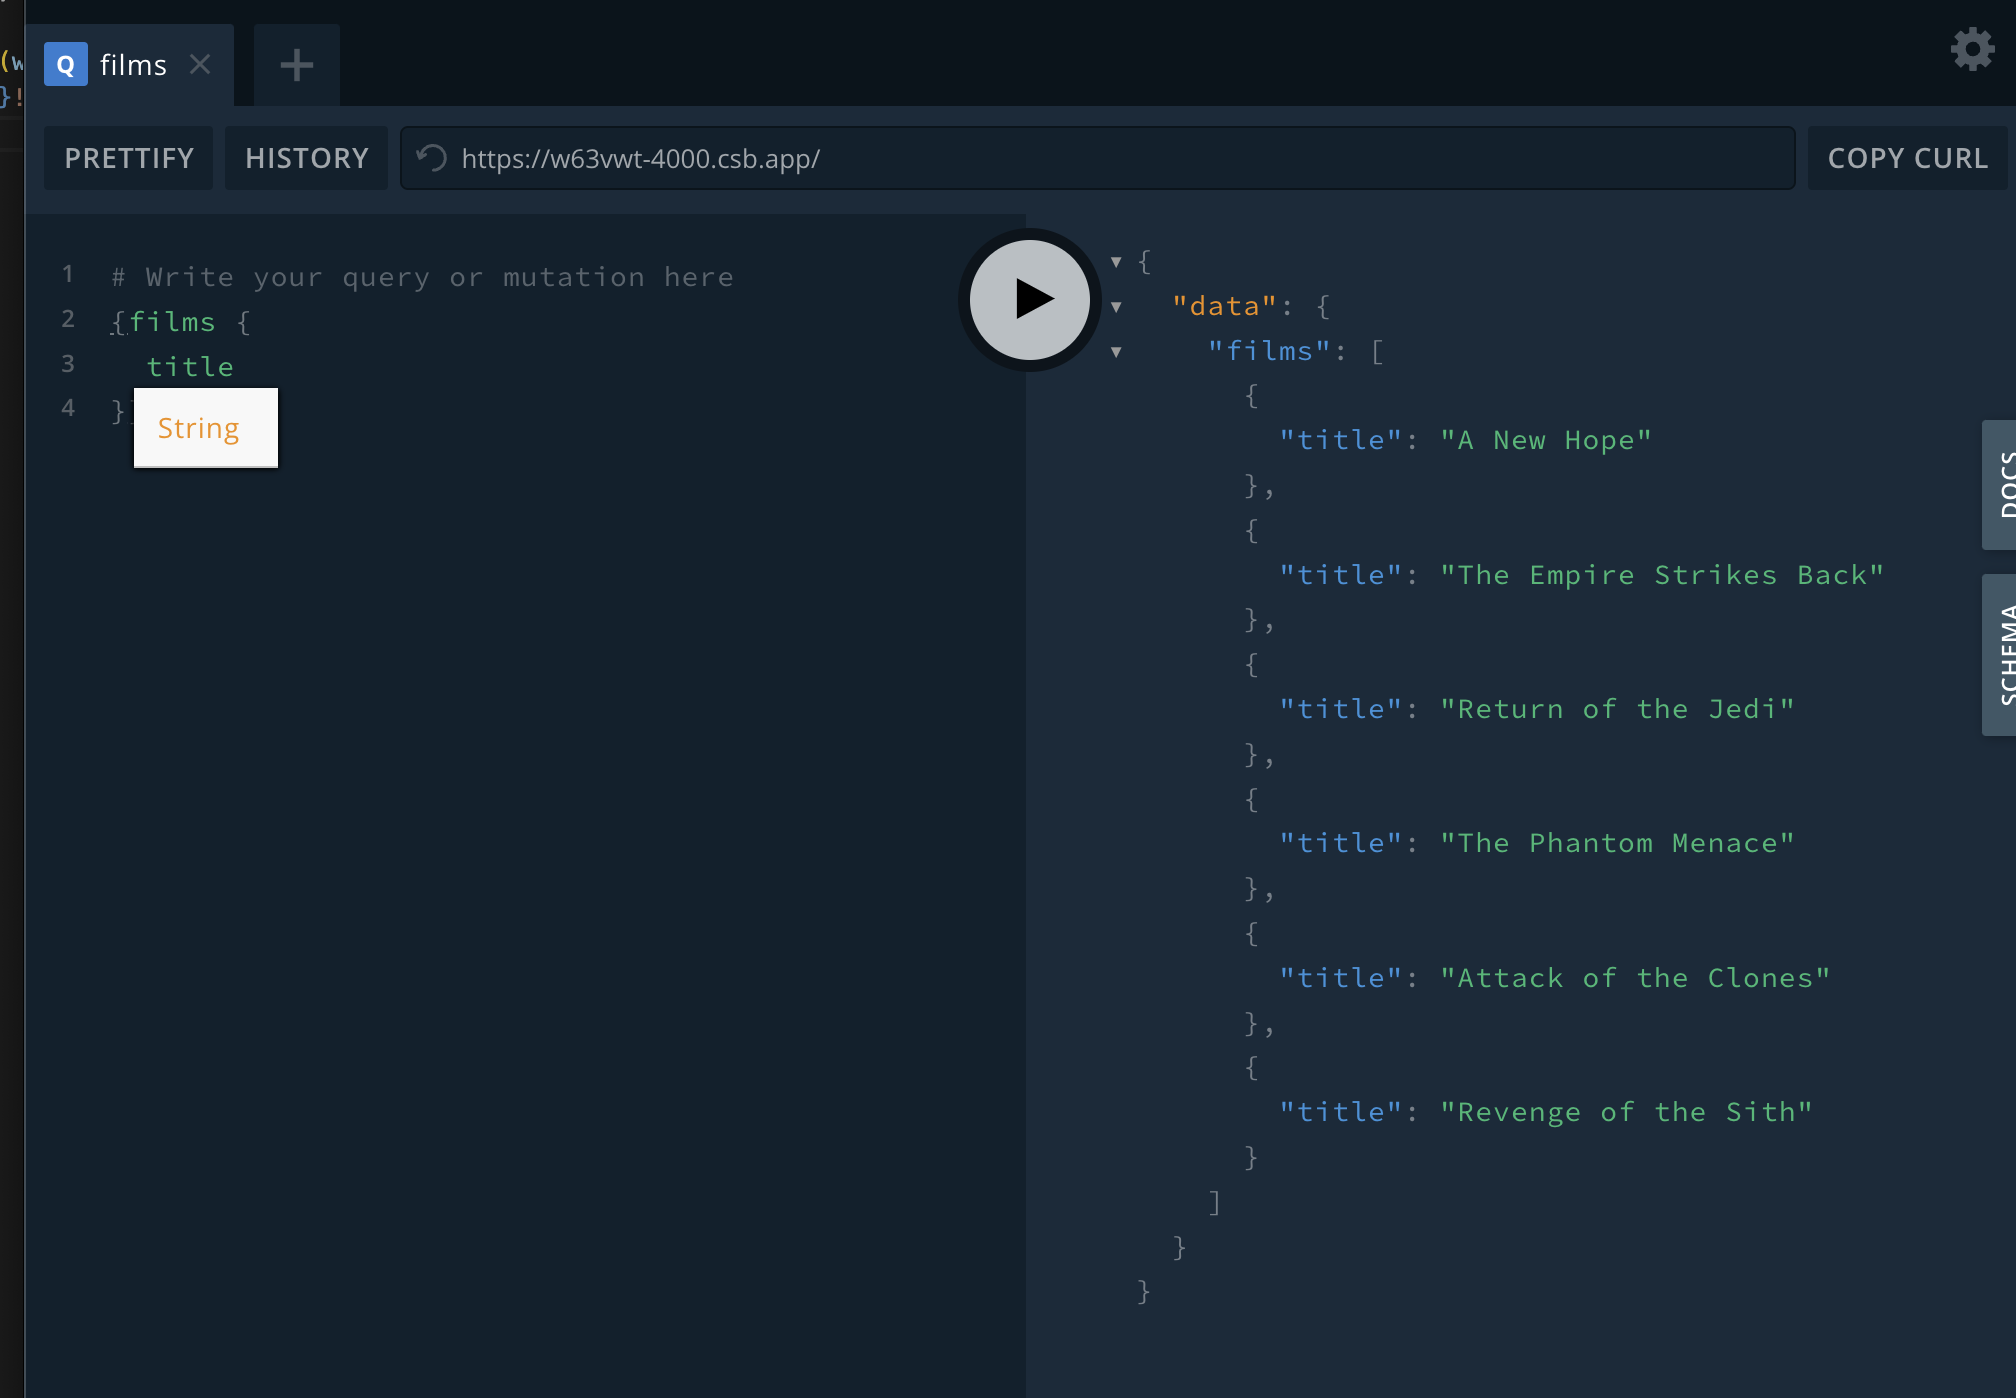 (w
}!
Q films
PRETTIFY HISTORY https://w63vwt-4000.csb.app/ COPY CURL
1 # Write your query or mutation here
2 {films {
3 title
4 }
String
{
"data": {
"films": [
{
"title": "A New Hope"
},
{
"title": "The Empire Strikes Back"
},
{
"title": "Return of the Jedi"
},
{
"title": "The Phantom Menace"
},
{
"title": "Attack of the Clones"
},
{
"title": "Revenge of the Sith"
}
]
}
}
DOCS
SCHEMA